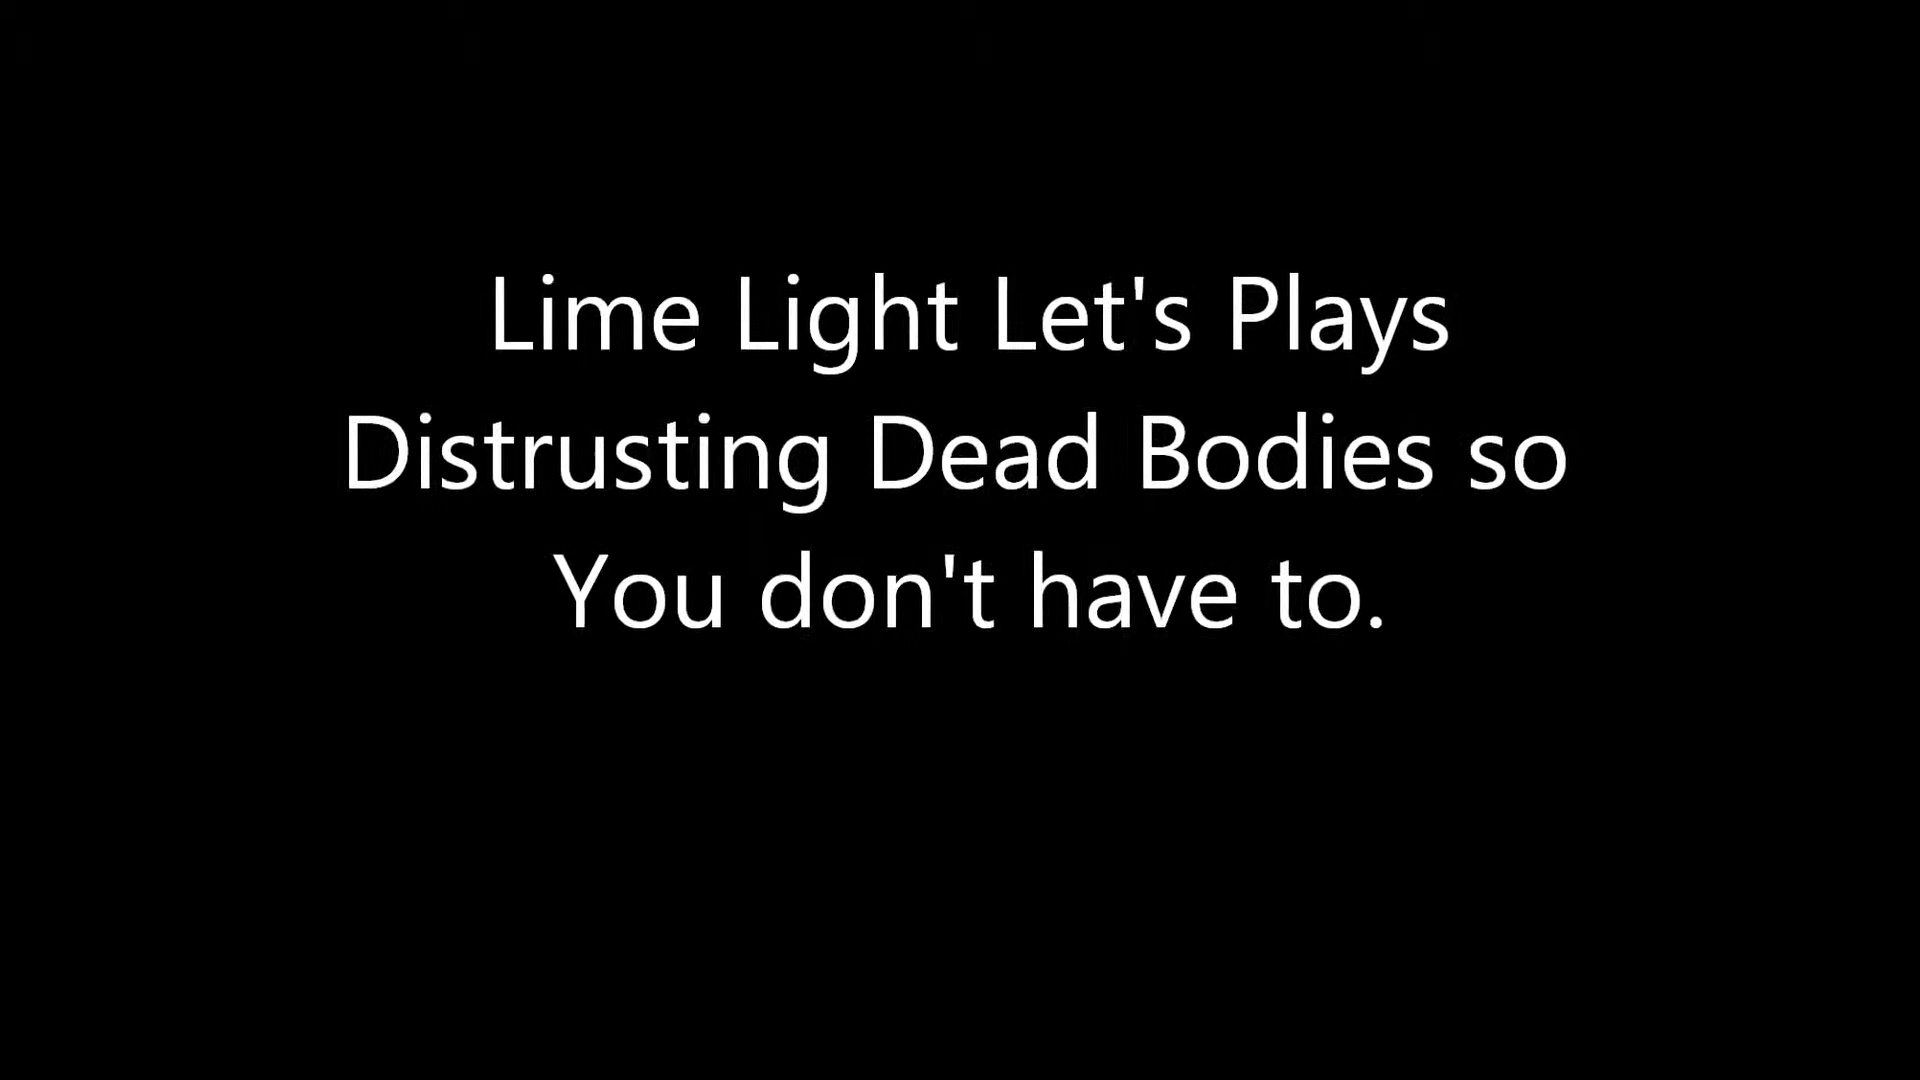 Lime Light Let's Plays
Distrusting Dead Bodies so
You don't have to.